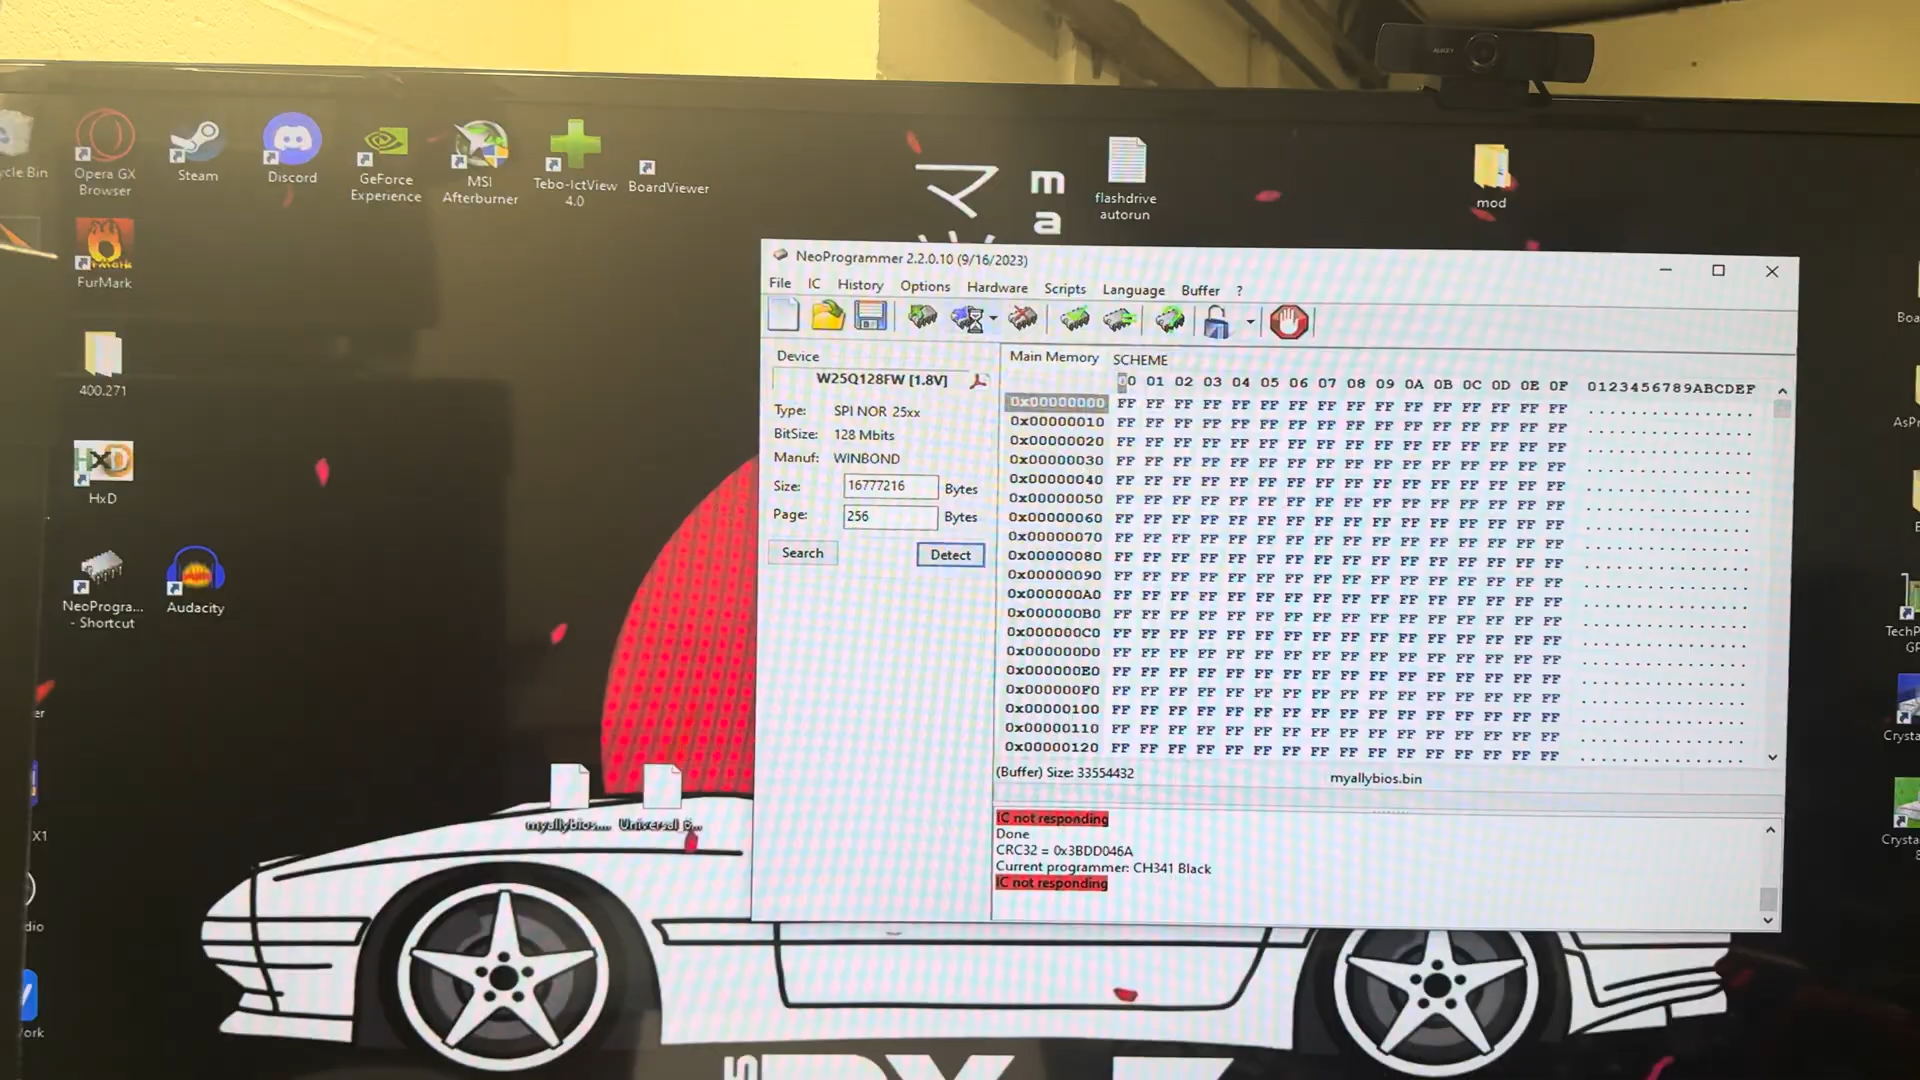 AUKEY
ycle Bin
Opera GX
Browser
Steam
Discord
GeForce
Experience
MSI
Afterburner
Tebo-IctView
4.0
BoardViewer
マ
m
a
flashdrive
autorun
mod
FurMark
400.271
HxD
HxD
NeoProgra...
- Shortcut
Audacity
myallybios....
Universal_B...
er
X1
dio
ork
Boa
AsPr
TechP
GP
Crysta
Crysta
NeoProgrammer 2.2.0.10 (9/16/2023)
File IC History Options Hardware Scripts Language Buffer ?
Device
W25Q128FW [1.8V]
Type: SPI NOR 25xx
BitSize: 128 Mbits
Manuf: WINBOND
Size: 16777216 Bytes
Page: 256 Bytes
Search Detect
Main Memory SCHEME
00 01 02 03 04 05 06 07 08 09 0A 0B 0C 0D 0E 0F 0123456789ABCDEF
0x00000000 FF FF FF FF FF FF FF FF FF FF FF FF FF FF FF FF ................
0x00000010 FF FF FF FF FF FF FF FF FF FF FF FF FF FF FF FF ................
0x00000020 FF FF FF FF FF FF FF FF FF FF FF FF FF FF FF FF ................
0x00000030 FF FF FF FF FF FF FF FF FF FF FF FF FF FF FF FF ................
0x00000040 FF FF FF FF FF FF FF FF FF FF FF FF FF FF FF FF ................
0x00000050 FF FF FF FF FF FF FF FF FF FF FF FF FF FF FF FF ................
0x00000060 FF FF FF FF FF FF FF FF FF FF FF FF FF FF FF FF ................
0x00000070 FF FF FF FF FF FF FF FF FF FF FF FF FF FF FF FF ................
0x00000080 FF FF FF FF FF FF FF FF FF FF FF FF FF FF FF FF ................
0x00000090 FF FF FF FF FF FF FF FF FF FF FF FF FF FF FF FF ................
0x000000A0 FF FF FF FF FF FF FF FF FF FF FF FF FF FF FF FF ................
0x000000B0 FF FF FF FF FF FF FF FF FF FF FF FF FF FF FF FF ................
0x000000C0 FF FF FF FF FF FF FF FF FF FF FF FF FF FF FF FF ................
0x000000D0 FF FF FF FF FF FF FF FF FF FF FF FF FF FF FF FF ................
0x000000E0 FF FF FF FF FF FF FF FF FF FF FF FF FF FF FF FF ................
0x000000F0 FF FF FF FF FF FF FF FF FF FF FF FF FF FF FF FF ................
0x00000100 FF FF FF FF FF FF FF FF FF FF FF FF FF FF FF FF ................
0x00000110 FF FF FF FF FF FF FF FF FF FF FF FF FF FF FF FF ................
0x00000120 FF FF FF FF FF FF FF FF FF FF FF FF FF FF FF FF ................
(Buffer) Size: 33554432 myallybios.bin
IC not responding
Done
CRC32 = 0x3BDD046A
Current programmer: CH341 Black
IC not responding